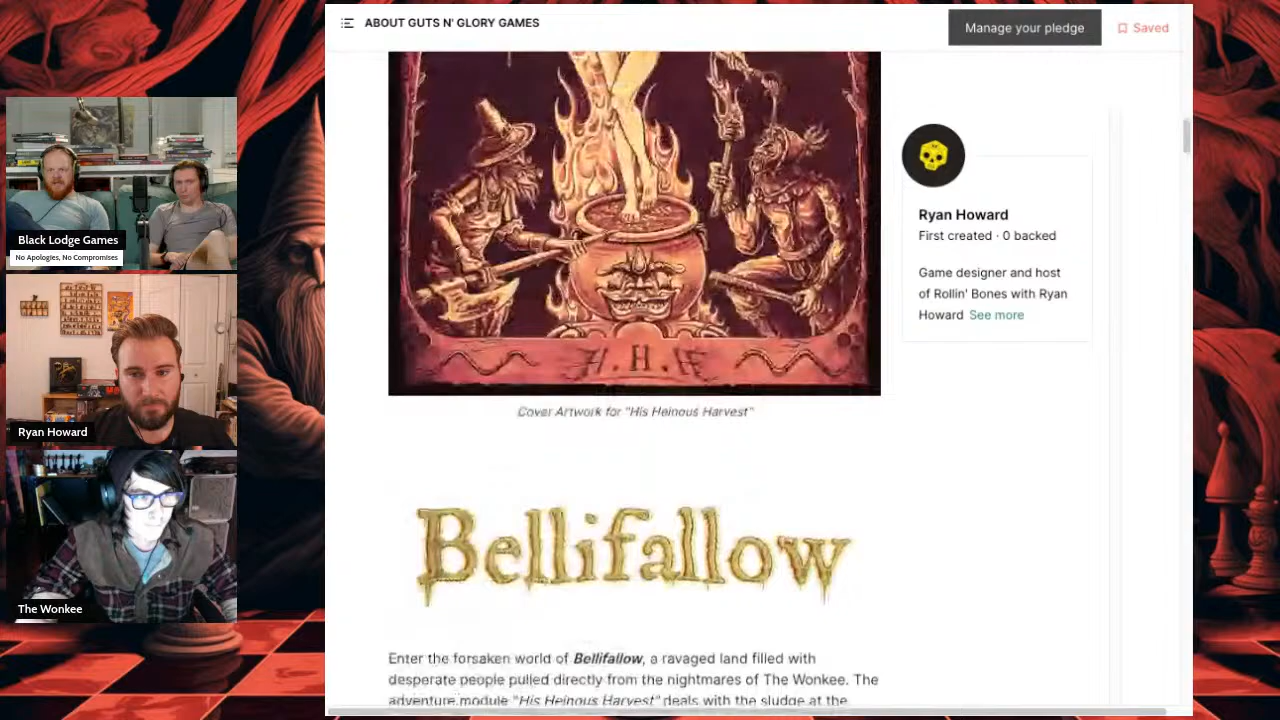 ABOUT GUTS N' GLORY GAMES
Manage your pledge
Saved
Black Lodge Games
No Apologies, No Compromises
Ryan Howard
The Wonkee
H.H.H
Cover Artwork for "His Heinous Harvest"
Ryan Howard
First created · 0 backed
Game designer and host
of Rollin' Bones with Ryan
Howard See more
Bellifallow
Enter the forsaken world of Bellifallow, a ravaged land filled with
desperate people pulled directly from the nightmares of The Wonkee. The
adventure module "His Heinous Harvest" deals with the sludge at the